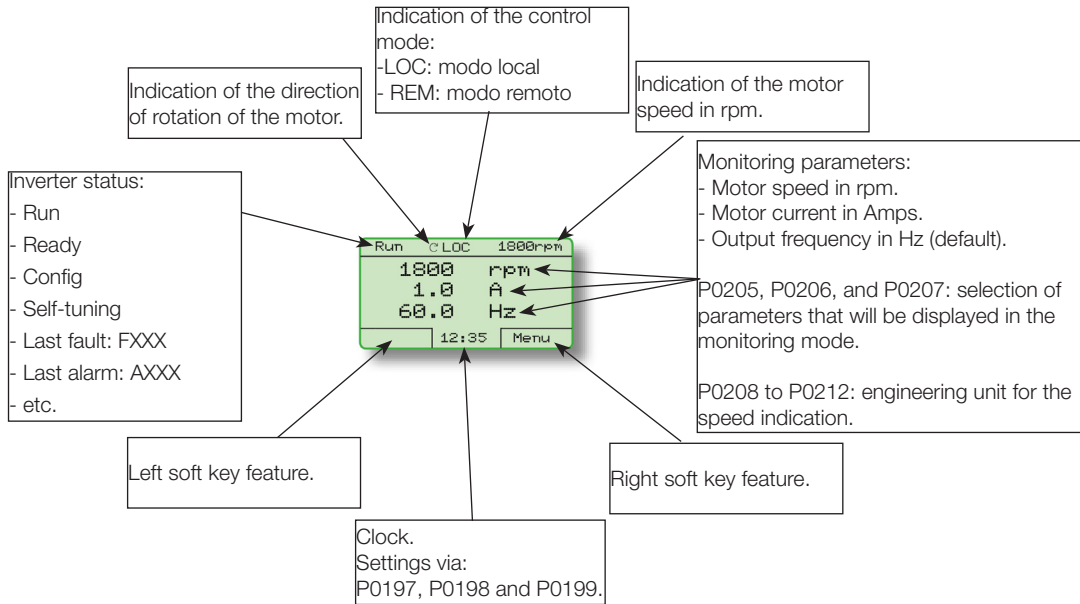 Indication of the control
mode:
-LOC: modo local
- REM: modo remoto
Indication of the direction
of rotation of the motor.
Indication of the motor
speed in rpm.
Inverter status:
- Run
- Ready
- Config
- Self-tuning
- Last fault: FXXX
- Last alarm: AXXX
- etc.
Monitoring parameters:
- Motor speed in rpm.
- Motor current in Amps.
- Output frequency in Hz (default).
P0205, P0206, and P0207: selection of
parameters that will be displayed in the
monitoring mode.
P0208 to P0212: engineering unit for the
speed indication.
Run LOC 1800rpm
1800 rpm
1.0 A
60.0 Hz
12:35 Menu
Left soft key feature.
Right soft key feature.
Clock.
Settings via:
P0197, P0198 and P0199.